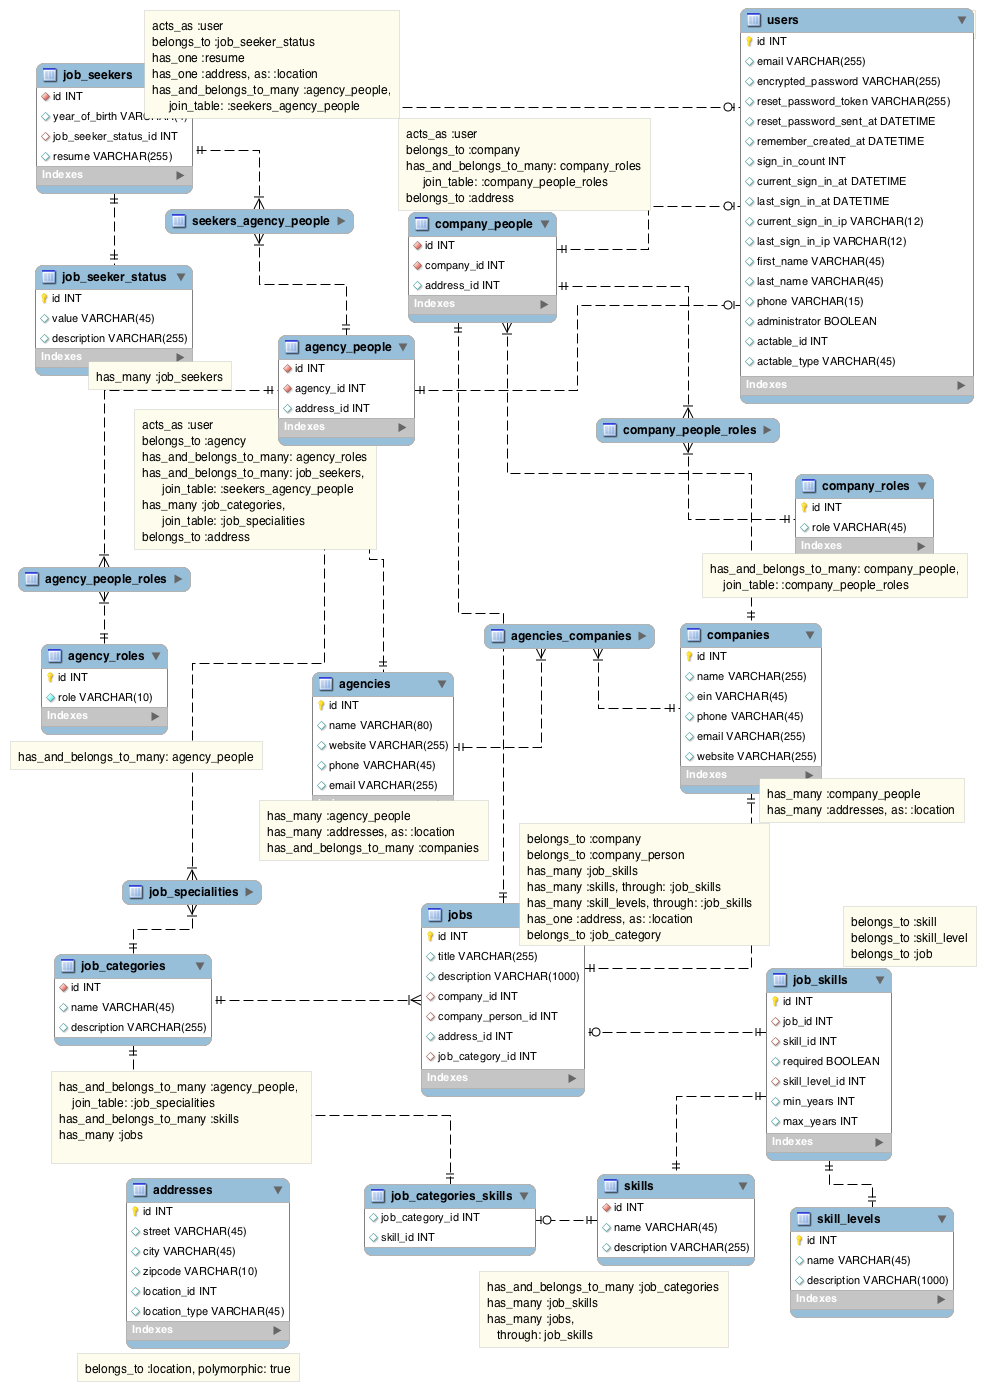 acts_as :user
belongs_to :job_seeker_status
has_one :resume
has_one :address, as: :location
has_and_belongs_to_many :agency_people,
join_table: :seekers_agency_people
job_seekers
id INT
job_seeker_status_id INT
resume VARCHAR(255)
Indexes
users
id INT
email VARCHAR(255)
encrypted_password VARCHAR(255)
reset_password_token VARCHAR(255)
reset_password_sent_at DATETIME
remember_created_at DATETIME
sign_in_count INT
current_sign_in_at DATETIME
last_sign_in_at DATETIME
current_sign_in_ip VARCHAR(12)
last_sign_in_ip VARCHAR(12)
first_name VARCHAR(45)
last_name VARCHAR(45)
phone VARCHAR(15)
administrator BOOLEAN
actable_id INT
actable_type VARCHAR(45)
Indexes
acts_as :user
belongs_to :company
has_and_belongs_to_many: company_roles
join_table: :company_people_roles
belongs_to :address
seekers_agency_people
company_people
id INT
company_id INT
address_id INT
Indexes
job_seeker_status
id INT
value VARCHAR(45)
description VARCHAR(255)
Indexes
has_many :job_seekers
agency_people
id INT
agency_id INT
address_id INT
Indexes
acts_as :user
belongs_to :agency
has_and_belongs_to_many: agency_roles
has_and_belongs_to_many: job_seekers,
join_table: :seekers_agency_people
has_many :job_categories,
join_table: :job_specialities
belongs_to :address
company_people_roles
company_roles
id INT
role VARCHAR(45)
Indexes
has_and_belongs_to_many: company_people,
join_table: :company_people_roles
agency_people_roles
agency_roles
id INT
role VARCHAR(10)
Indexes
has_and_belongs_to_many: agency_people
agencies_companies
companies
id INT
name VARCHAR(255)
ein VARCHAR(45)
phone VARCHAR(45)
email VARCHAR(255)
website VARCHAR(255)
Indexes
has_many :company_people
has_many :addresses, as: :location
agencies
id INT
name VARCHAR(80)
website VARCHAR(255)
phone VARCHAR(45)
email VARCHAR(255)
has_many :agency_people
has_many :addresses, as: :location
has_and_belongs_to_many :companies
belongs_to :company
belongs_to :company_person
has_many :job_skills
has_many :skills, through: :job_skills
has_many :skill_levels, through: :job_skills
has_one :address, as: :location
belongs_to :job_category
job_specialities
jobs
id INT
title VARCHAR(255)
description VARCHAR(1000)
company_id INT
company_person_id INT
address_id INT
job_category_id INT
Indexes
belongs_to :skill
belongs_to :skill_level
belongs_to :job
job_skills
id INT
job_id INT
skill_id INT
required BOOLEAN
skill_level_id INT
min_years INT
max_years INT
Indexes
job_categories
id INT
name VARCHAR(45)
description VARCHAR(255)
has_and_belongs_to_many :agency_people,
join_table: :job_specialities
has_and_belongs_to_many :skills
has_many :jobs
addresses
id INT
street VARCHAR(45)
city VARCHAR(45)
zipcode VARCHAR(10)
location_id INT
location_type VARCHAR(45)
Indexes
belongs_to :location, polymorphic: true
job_categories_skills
job_category_id INT
skill_id INT
skills
id INT
name VARCHAR(45)
description VARCHAR(255)
has_and_belongs_to_many :job_categories
has_many :job_skills
has_many :jobs,
through: job_skills
skill_levels
id INT
name VARCHAR(45)
description VARCHAR(1000)
Indexes